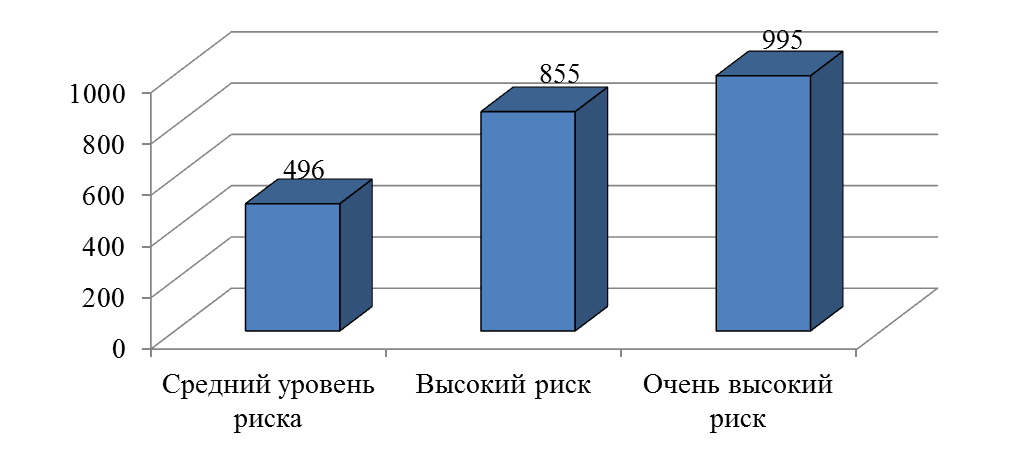 995
855
496
1000
800
600
400
200
0
Средний уровень
риска
Высокий риск
Очень высокий
риск